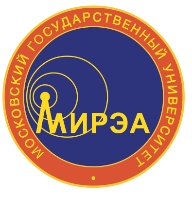 МОСКОВСКИЙ ГОСУДАРСТВЕННЫЙ УНИВЕРСИТЕТ
МИРЭА